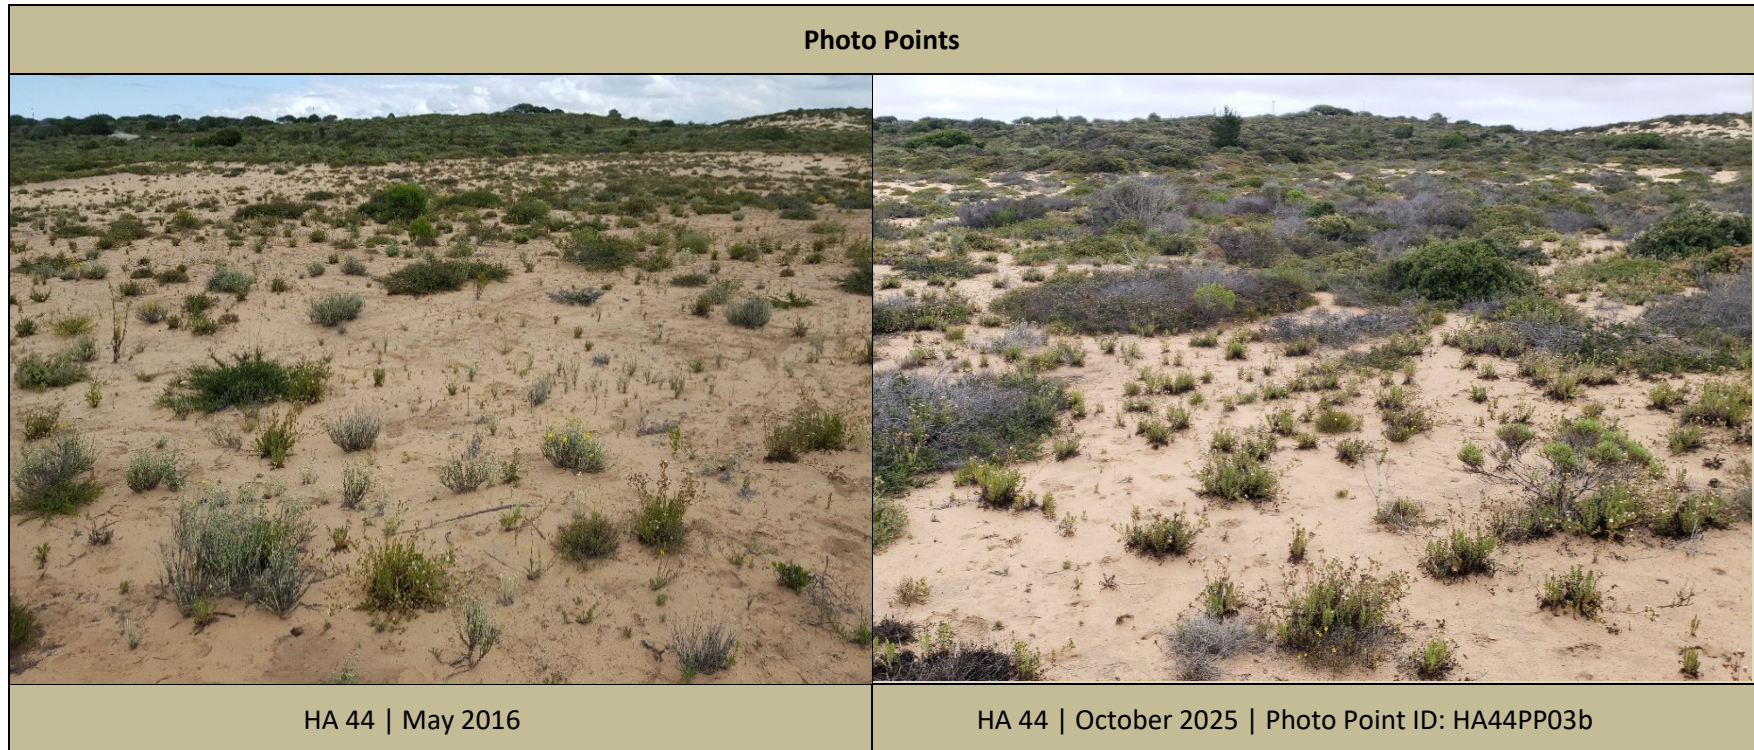 Photo Points
HA 44 | May 2016
HA 44 | October 2025 | Photo Point ID: HA44PP03b